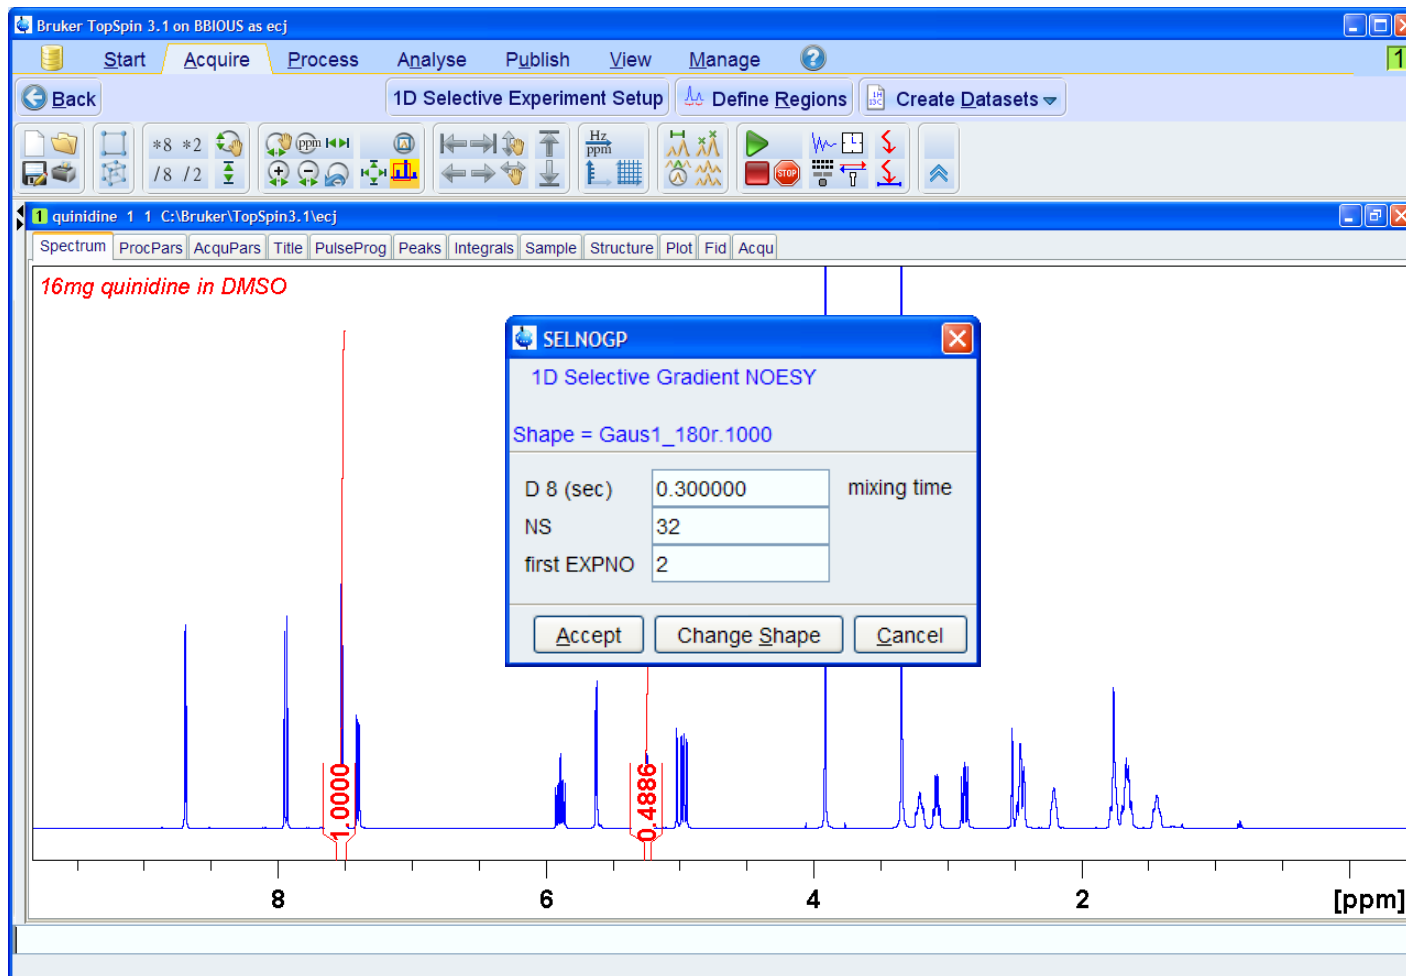 Bruker TopSpin 3.1 on BBIOUS as ecj
Start Acquire Process Analyse Publish View Manage ? 1
Back 1D Selective Experiment Setup Define Regions 1H 13C Create Datasets
*8 *2 ppm Hz ppm
/8 /2 STOP
1 quinidine 1 1 C:\Bruker\TopSpin3.1\ecj
Spectrum ProcPars AcquPars Title PulseProg Peaks Integrals Sample Structure Plot Fid Acqu
16mg quinidine in DMSO
SELNOGP
1D Selective Gradient NOESY
Shape = Gaus1_180r.1000
D 8 (sec) 0.300000 mixing time
NS 32
first EXPNO 2
Accept Change Shape Cancel
1.0000 0.4886
8 6 4 2 [ppm]